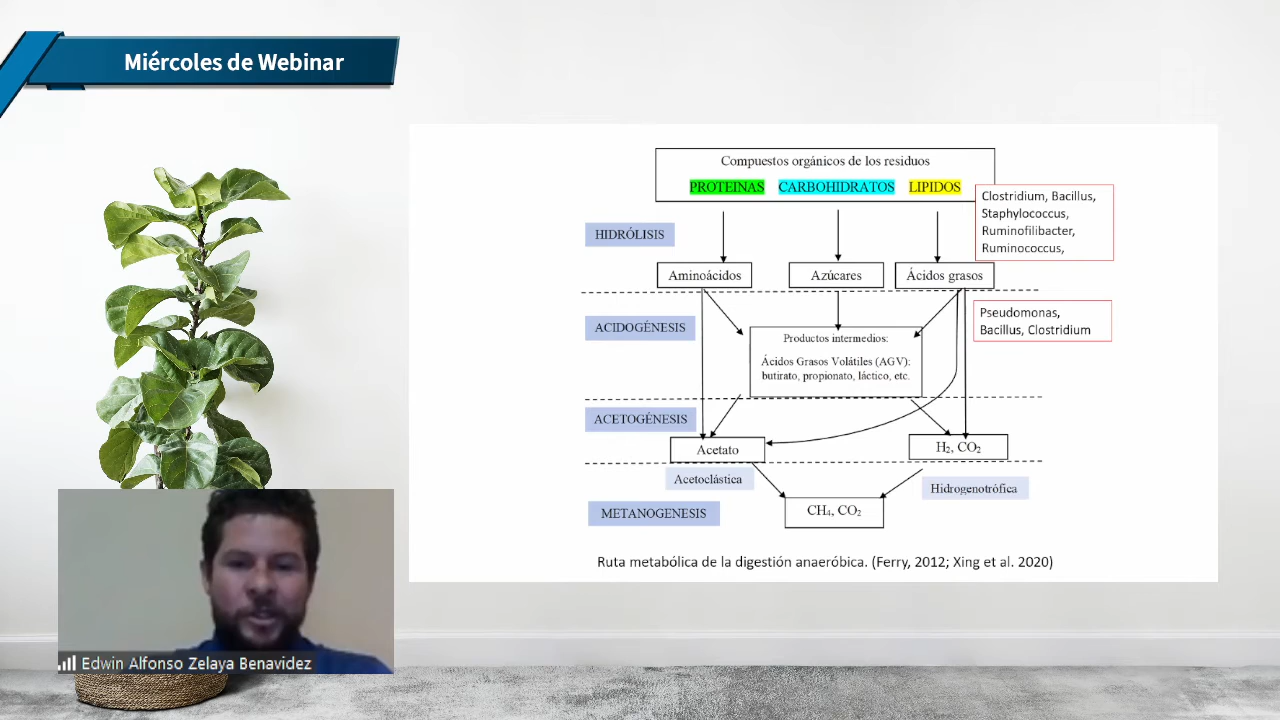 Miércoles de Webinar
Compuestos orgánicos de los residuos
PROTEINAS CARBOHIDRATOS LIPIDOS
Clostridium, Bacillus,
Staphylococcus,
Ruminofilibacter,
Ruminococcus,
HIDRÓLISIS
Aminoácidos
Azúcares
Ácidos grasos
ACIDOGÉNESIS
Pseudomonas,
Bacillus, Clostridium
Productos intermedios:
Ácidos Grasos Volátiles (AGV):
butirato, propionato, láctico, etc.
ACETOGÉNESIS
Acetato
H₂, CO₂
Acetoclástica
Hidrogenotrófica
METANOGENESIS
CH₄, CO₂
Ruta metabólica de la digestión anaeróbica. (Ferry, 2012; Xing et al. 2020)
Edwin Alfonso Zelaya Benavidez